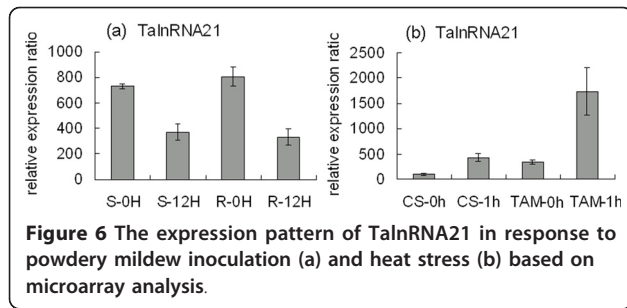 (a) TalnRNA21
relative expression ratio
1000
800
600
400
200
0
S-0H S-12H R-0H R-12H
(b) TalnRNA21
relative expression ratio
2500
2000
1500
1000
500
0
CS-0h CS-1h TAM-0h TAM-1h
Figure 6 The expression pattern of TalnRNA21 in response to
powdery mildew inoculation (a) and heat stress (b) based on
microarray analysis.